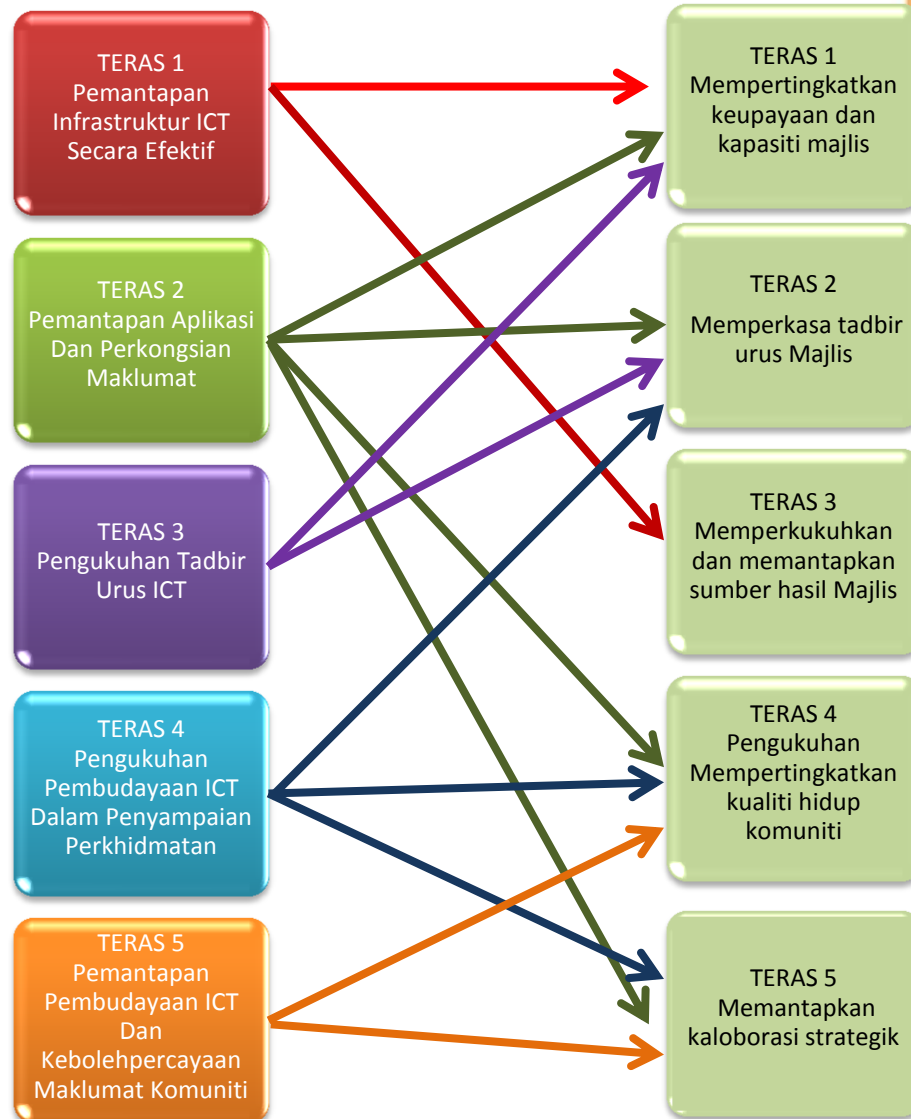 TERAS 1
Pemantapan
Infrastruktur ICT
Secara Efektif
TERAS 2
Pemantapan Aplikasi
Dan Perkongsian
Maklumat
TERAS 3
Pengukuhan Tadbir
Urus ICT
TERAS 4
Pengukuhan
Pembudayaan ICT
Dalam Penyampaian
Perkhidmatan
TERAS 5
Pemantapan
Pembudayaan ICT
Dan
Kebolehpercayaan
Maklumat Komuniti
TERAS 1
Mempertingkatkan
keupayaan dan
kapasiti majlis
TERAS 2
Memperkasa tadbir
urus Majlis
TERAS 3
Memperkukuhkan
dan memantapkan
sumber hasil Majlis
TERAS 4
Pengukuhan
Mempertingkatkan
kualiti hidup
komuniti
TERAS 5
Memantapkan
kaloborasi strategik